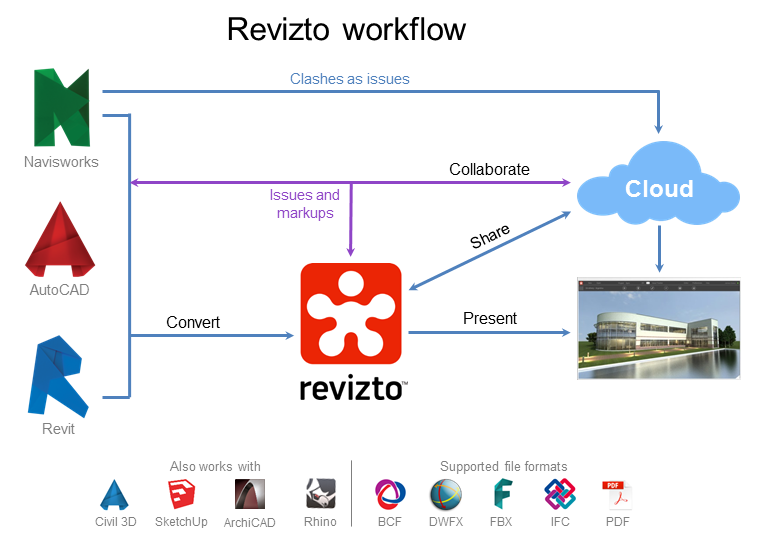 Revizto workflow
Clashes as issues
Navisworks
Collaborate
Cloud
Issues and
markups
Share
AutoCAD
Convert
Present
revizto™
Revit
Also works with
Supported file formats
PDF
Civil 3D
SketchUp
ArchiCAD
Rhino
BCF
DWFX
FBX
IFC
PDF